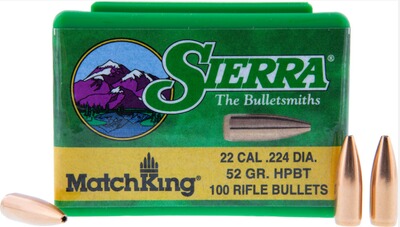 SIERRA®
The Bulletsmiths
MatchKing®
22 CAL .224 DIA.
52 GR. HPBT
100 RIFLE BULLETS